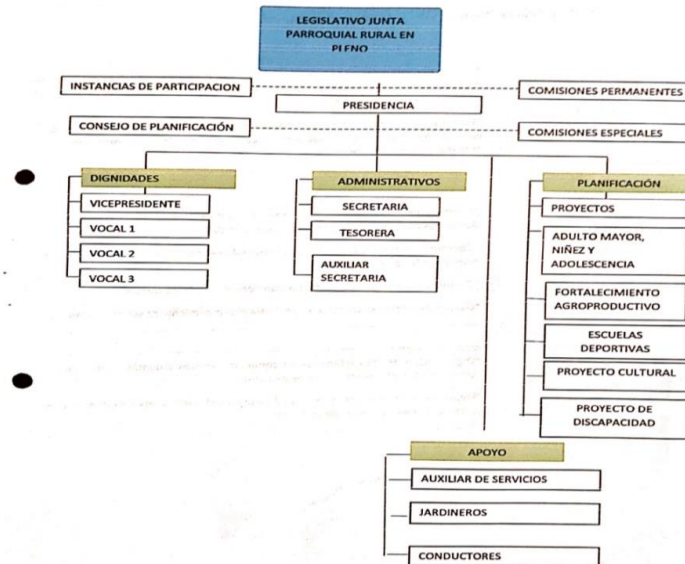 LEGISLATIVO JUNTA
PARROQUIAL RURAL EN
PLENO
INSTANCIAS DE PARTICIPACION
COMISIONES PERMANENTES
PRESIDENCIA
CONSEJO DE PLANIFICACIÓN
COMISIONES ESPECIALES
DIGNIDADES
VICEPRESIDENTE
VOCAL 1
VOCAL 2
VOCAL 3
ADMINISTRATIVOS
SECRETARIA
TESORERA
AUXILIAR
SECRETARIA
PLANIFICACIÓN
PROYECTOS
ADULTO MAYOR,
NIÑEZ Y
ADOLESCENCIA
FORTALECIMIENTO
AGROPRODUCTIVO
ESCUELAS
DEPORTIVAS
PROYECTO CULTURAL
PROYECTO DE
DISCAPACIDAD
APOYO
AUXILIAR DE SERVICIOS
JARDINEROS
CONDUCTORES